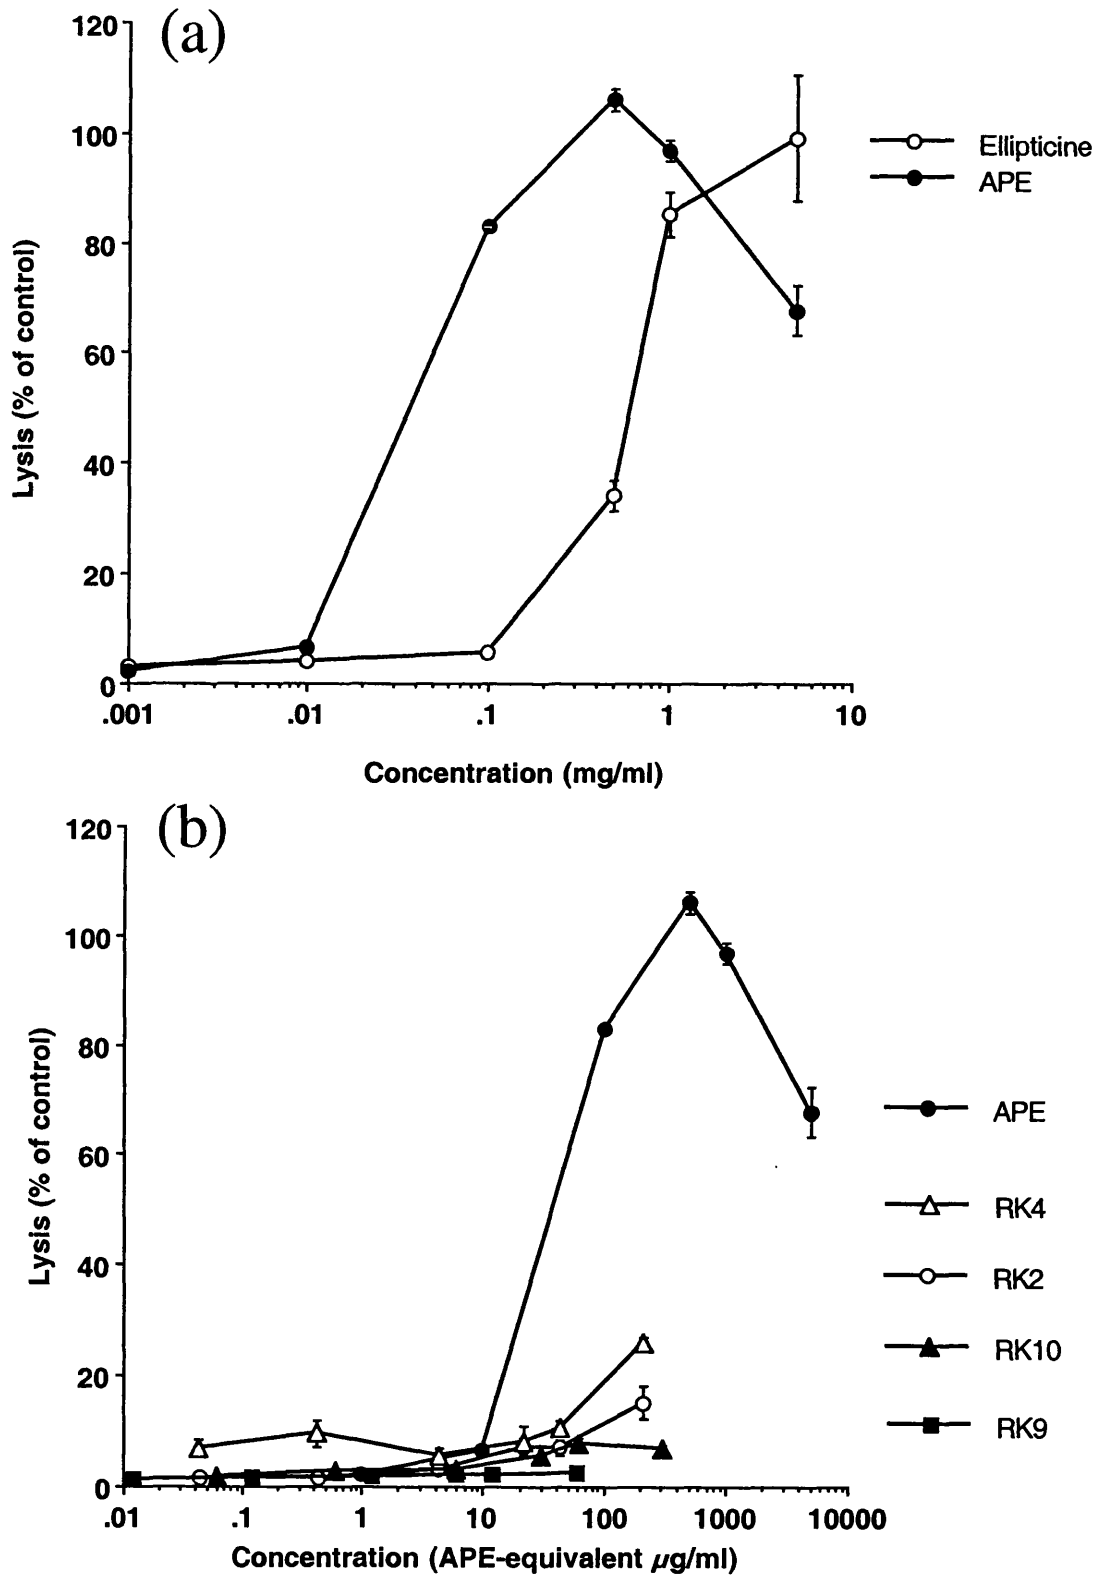 (a)
120
100
80
60
40
20
0
Lysis (% of control)
.001 .01 .1 1 10
Concentration (mg/ml)
Ellipticine
APE
(b)
120
100
80
60
40
20
0
Lysis (% of control)
.01 .1 1 10 100 1000 10000
Concentration (APE-equivalent µg/ml)
APE
RK4
RK2
RK10
RK9